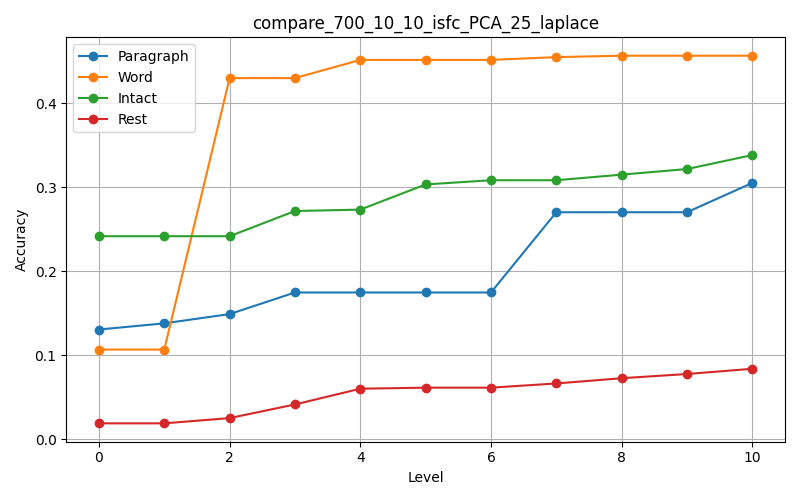 compare_700_10_10_isfc_PCA_25_laplace
Paragraph
Word
Intact
Rest
Accuracy
0.4
0.3
0.2
0.1
0.0
0 2 4 6 8 10
Level